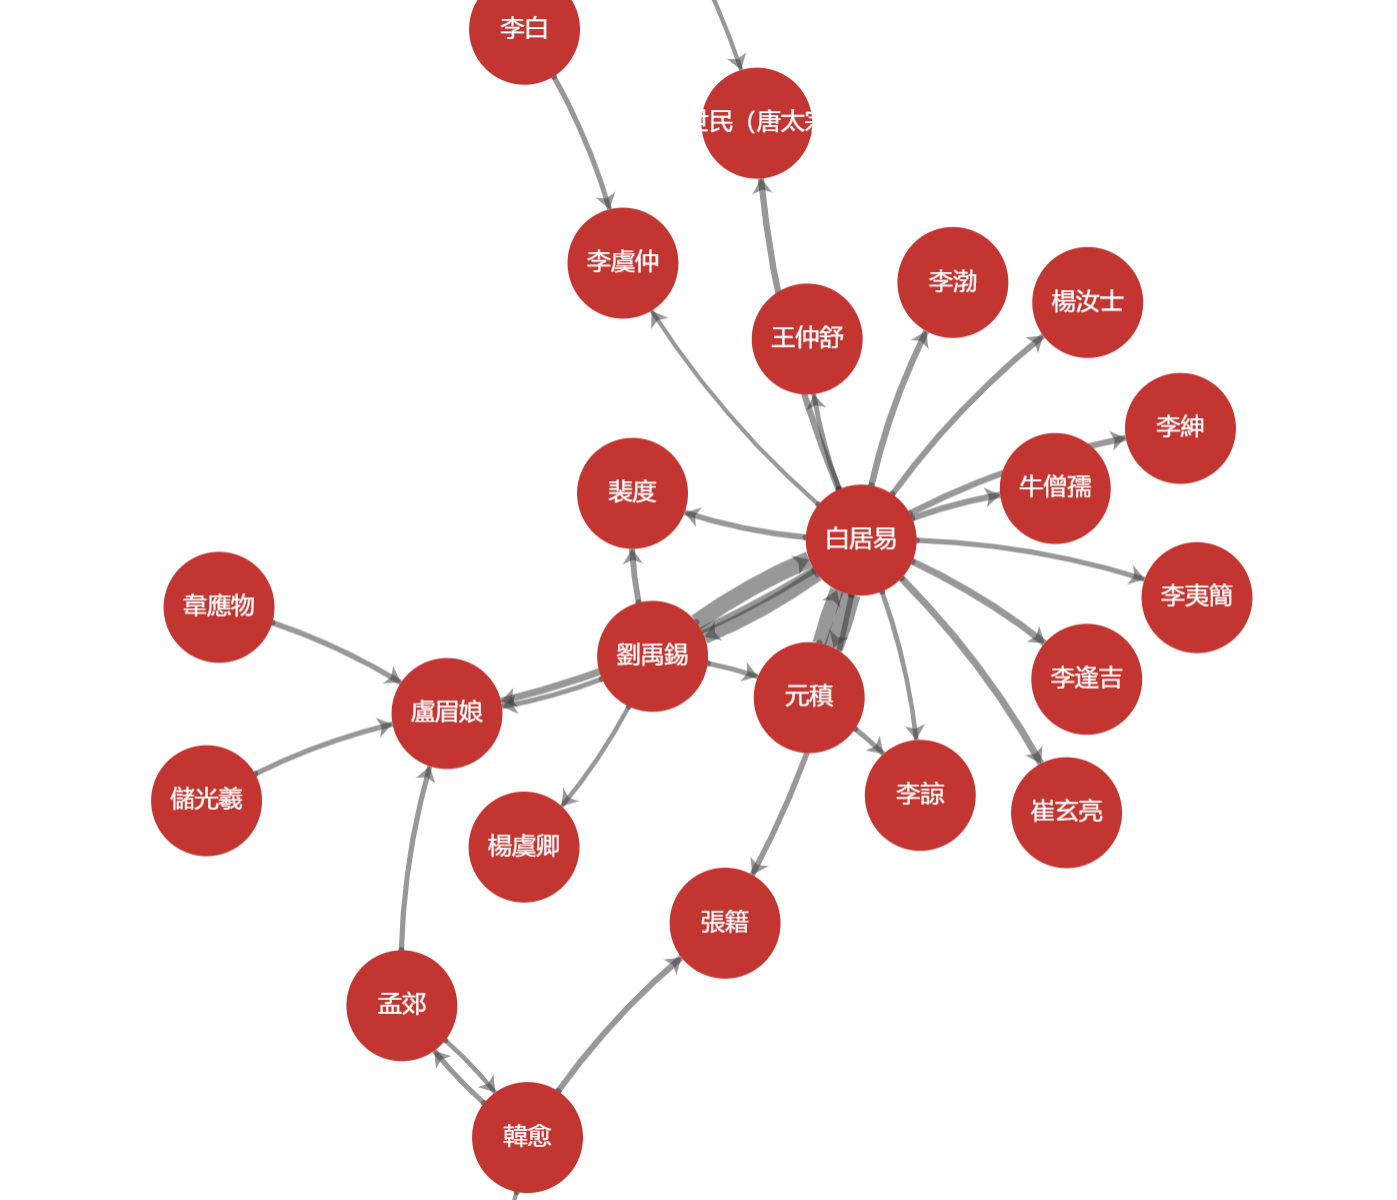 李白
世民（唐太宗
李虞仲
李渤
楊汝士
王仲舒
李紳
牛僧孺
裴度
白居易
李夷簡
韋應物
劉禹錫
李逢吉
元稹
盧眉娘
儲光羲
李諒
崔玄亮
楊虞卿
張籍
孟郊
韓愈